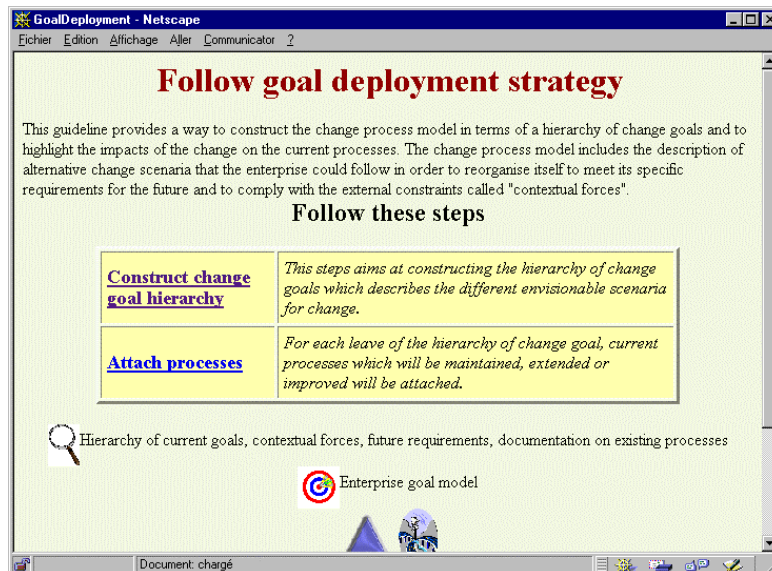 GoalDeployment - Netscape
Fichier Edition Affichage Aller Communicator ?
Follow goal deployment strategy
This guideline provides a way to construct the change process model in terms of a hierarchy of change goals and to
highlight the impacts of the change on the current processes. The change process model includes the description of
alternative change scenaria that the enterprise could follow in order to reorganise itself to meet its specific
requirements for the future and to comply with the external constraints called "contextual forces".
Follow these steps
Construct change
goal hierarchy
This steps aims at constructing the hierarchy of change
goals which describes the different envisionable scenaria
for change.
Attach processes
For each leave of the hierarchy of change goal, current
processes which will be maintained, extended or
improved will be attached.
Hierarchy of current goals, contextual forces, future requirements, documentation on existing processes
Enterprise goal model
Document: chargé